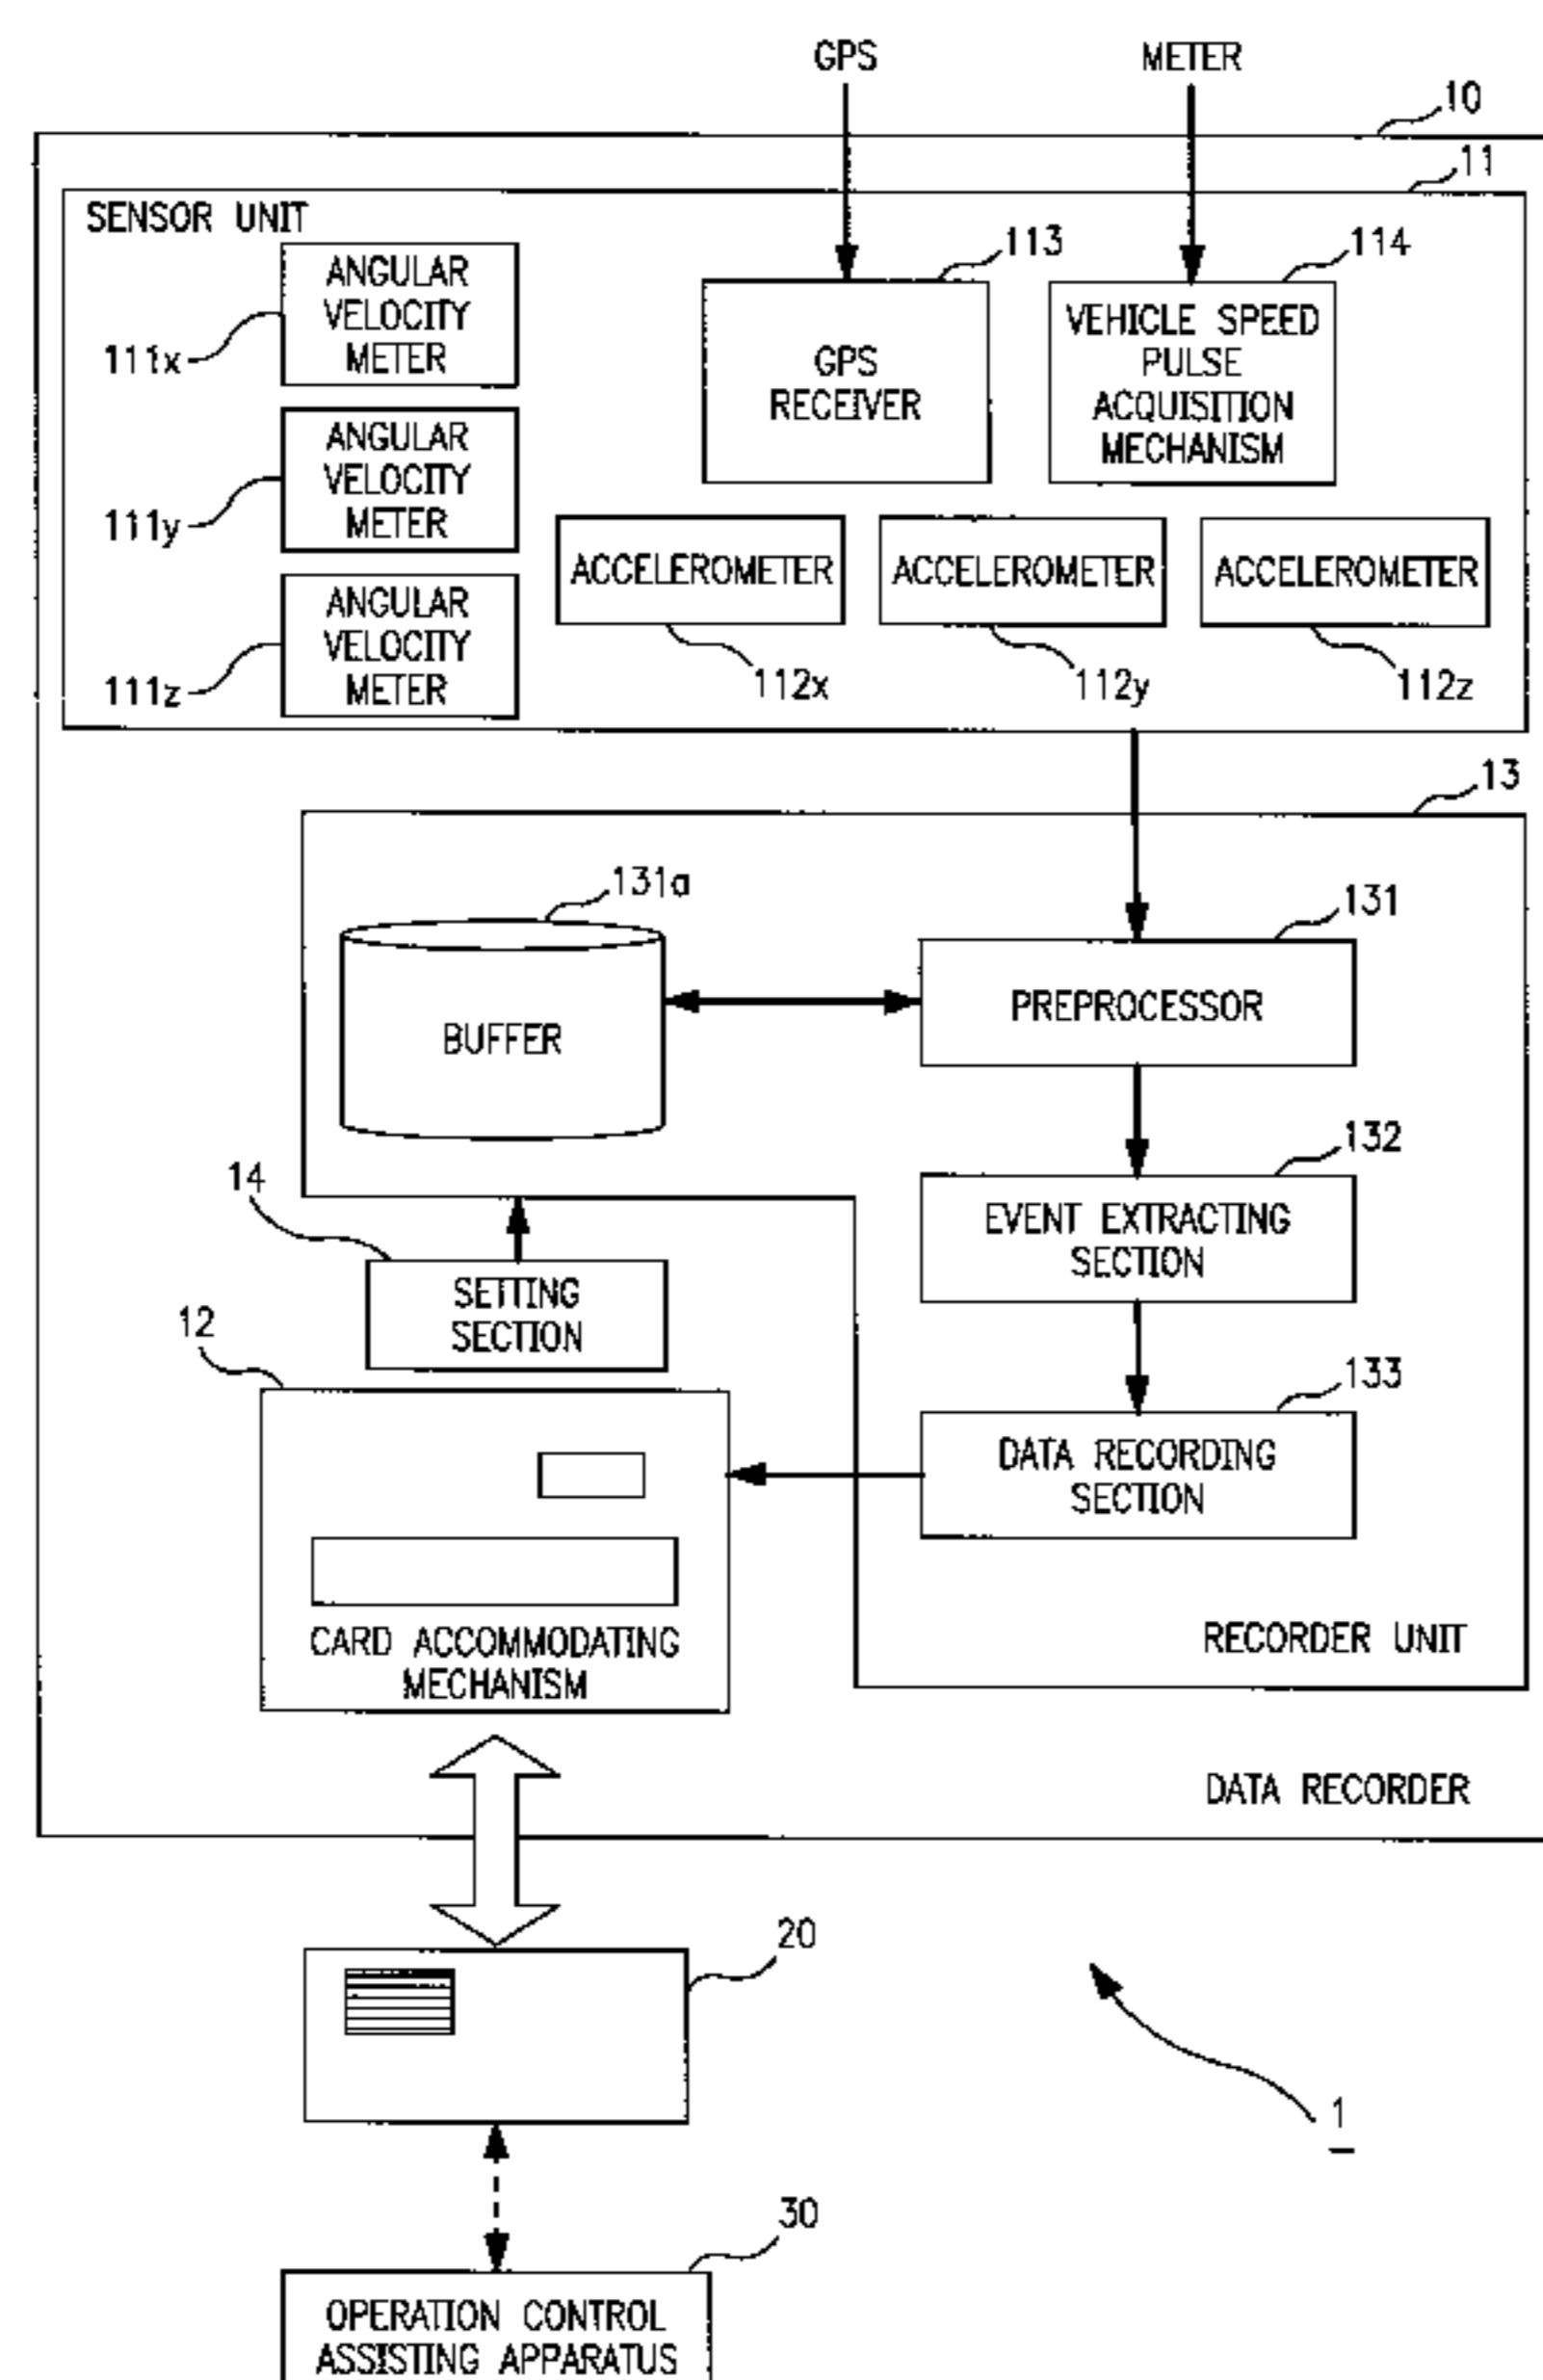 GPS
METER
10
11
SENSOR UNIT
ANGULAR
VELOCITY
METER
111x
ANGULAR
VELOCITY
METER
111y
ANGULAR
VELOCITY
METER
111z
113
GPS
RECEIVER
114
VEHICLE SPEED
PULSE
ACQUISITION
MECHANISM
ACCELEROMETER
112x
ACCELEROMETER
112y
ACCELEROMETER
112z
13
131a
BUFFER
131
PREPROCESSOR
132
EVENT EXTRACTING
SECTION
14
SETTING
SECTION
12
133
DATA RECORDING
SECTION
CARD ACCOMMODATING
MECHANISM
RECORDER UNIT
DATA RECORDER
20
1
30
OPERATION CONTROL
ASSISTING APPARATUS